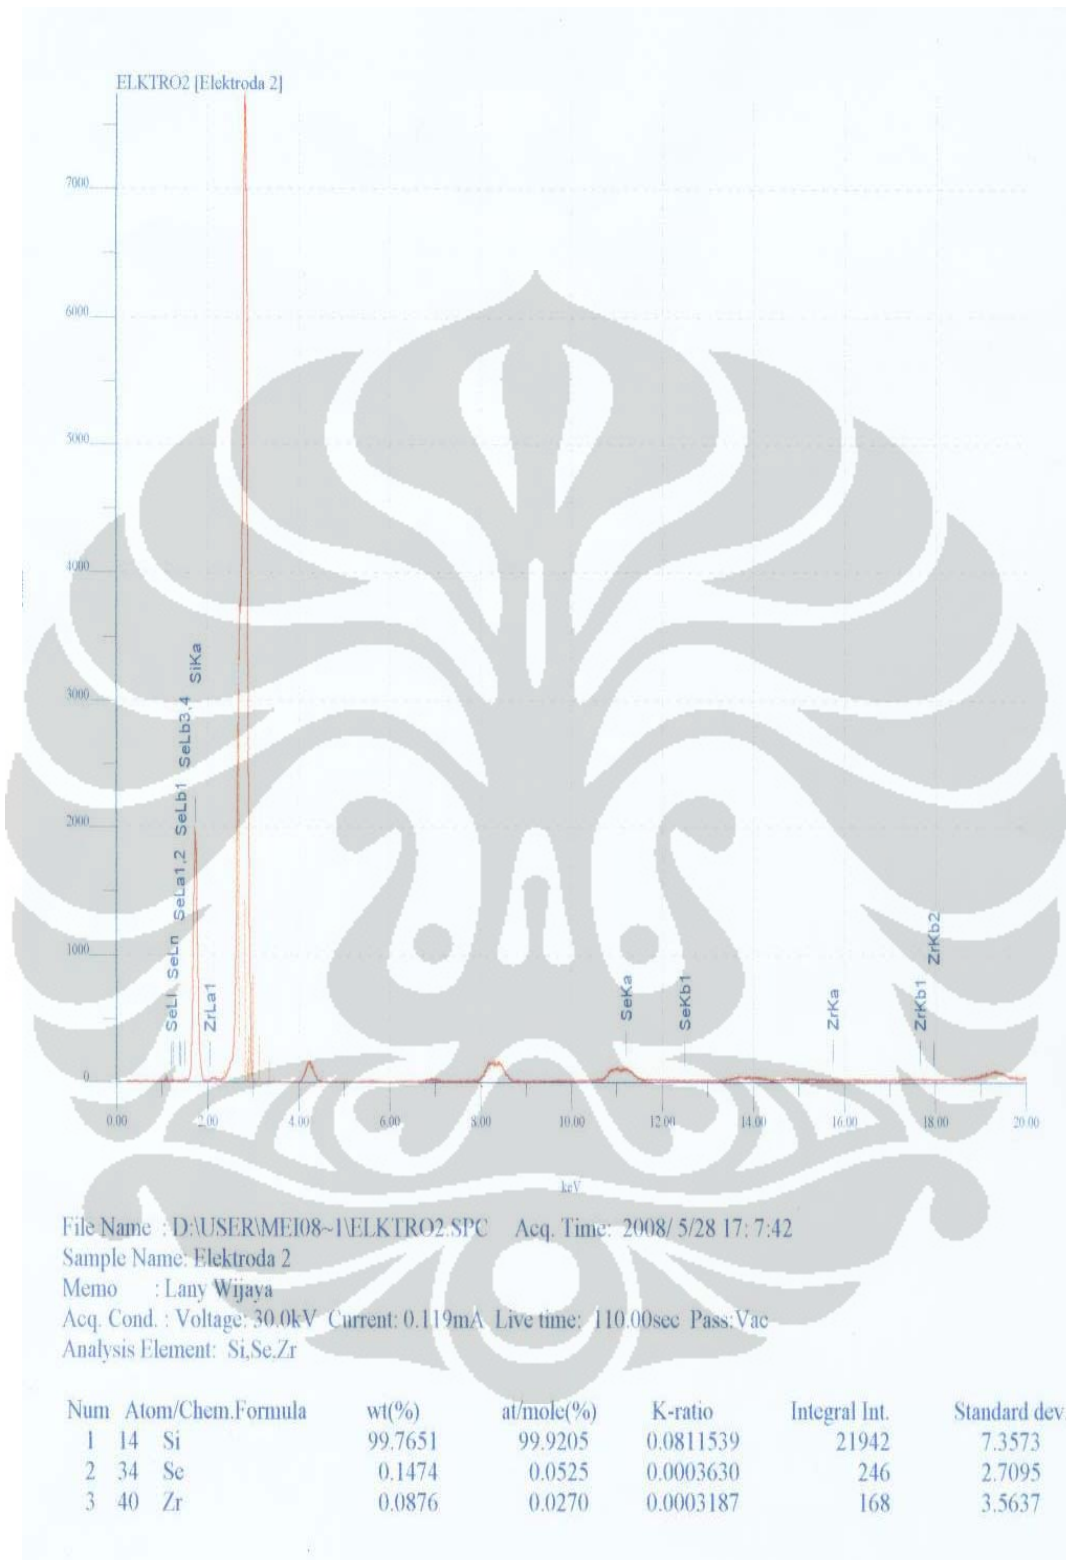 ELKTRO2 [Elektroda 2]
7000
6000
5000
4000
3000
2000
1000
0
SeLl SeLn SeLa1,2 SeLb1 SeLb3,4 SiKa
ZrLa1
SeKa
SeKb1
ZrKa
ZrKb1
ZrKb2
0.00 2.00 4.00 6.00 8.00 10.00 12.00 14.00 16.00 18.00 20.00
keV
File Name : D:\USER\MEI08~1\ELKTRO2.SPC Acq. Time: 2008/ 5/28 17: 7:42
Sample Name: Elektroda 2
Memo : Lany Wijaya
Acq. Cond. : Voltage: 30.0kV Current: 0.119mA Live time: 110.00sec Pass:Vac
Analysis Element: Si,Se,Zr
Num Atom/Chem.Formula wt(%) at/mole(%) K-ratio Integral Int. Standard dev
1 14 Si 99.7651 99.9205 0.0811539 21942 7.3573
2 34 Se 0.1474 0.0525 0.0003630 246 2.7095
3 40 Zr 0.0876 0.0270 0.0003187 168 3.5637